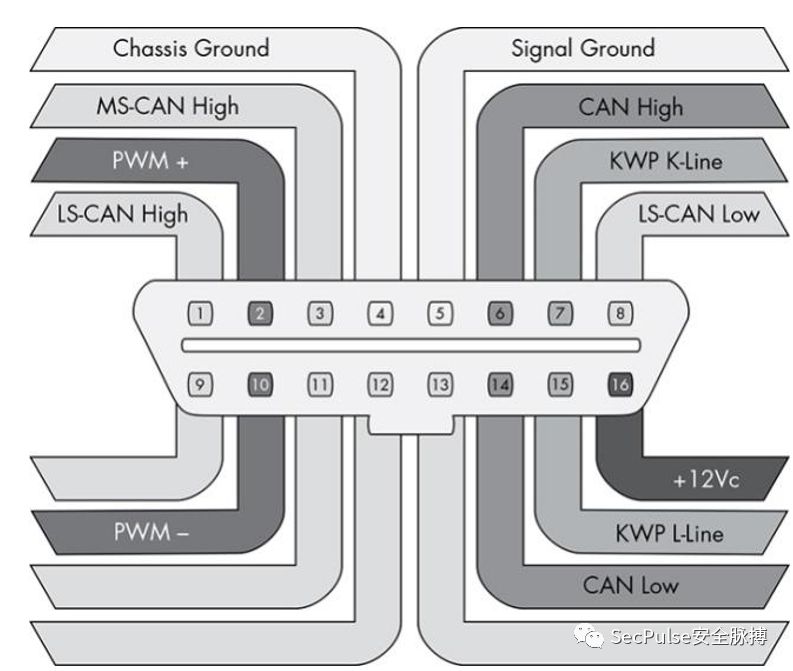 Chassis Ground
Signal Ground
MS-CAN High
CAN High
PWM +
KWP K-Line
LS-CAN High
LS-CAN Low
1 2 3 4 5 6 7 8
9 10 11 12 13 14 15 16
+12Vc
PWM –
KWP L-Line
CAN Low
SecPulse安全脉搏